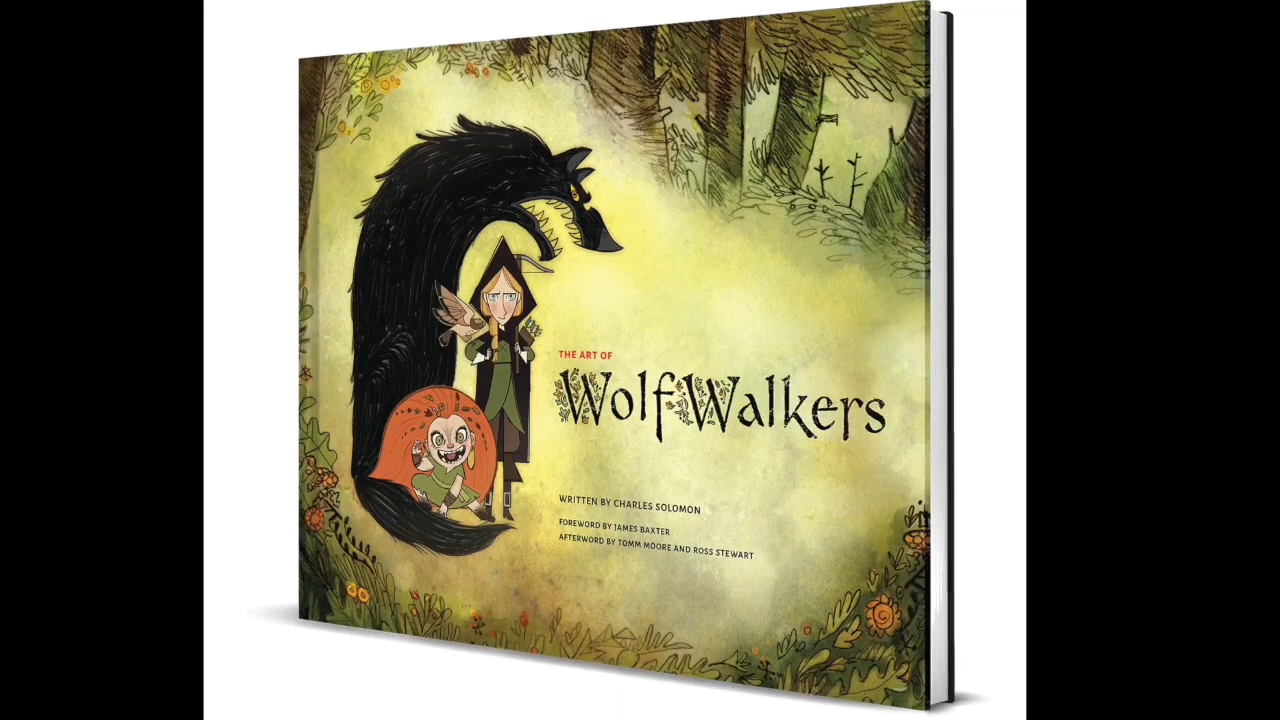 THE ART OF
WolfWalkers
WRITTEN BY CHARLES SOLOMON
FOREWORD BY JAMES BAXTER
AFTERWORD BY TOMM MOORE AND ROSS STEWART